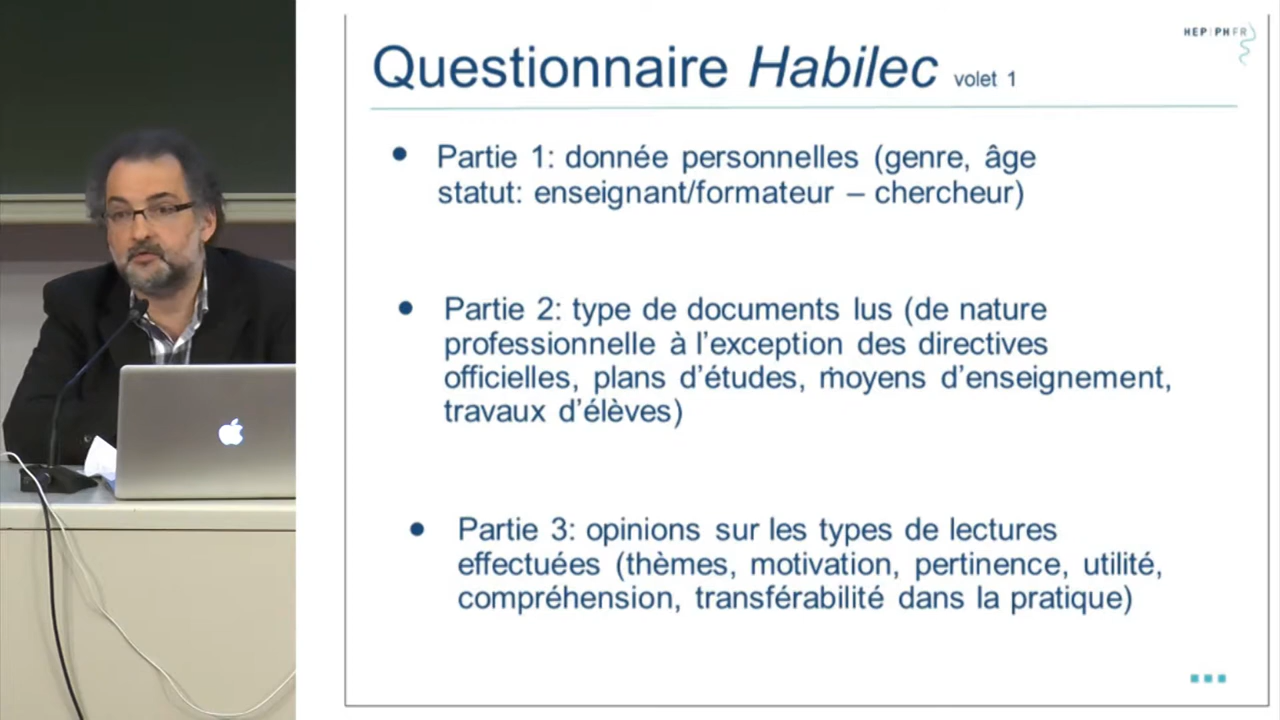 HEP PH FR
Questionnaire Habilec volet 1
• Partie 1: donnée personnelles (genre, âge
statut: enseignant/formateur – chercheur)
• Partie 2: type de documents lus (de nature
professionnelle à l’exception des directives
officielles, plans d’études, moyens d’enseignement,
travaux d’élèves)
• Partie 3: opinions sur les types de lectures
effectuées (thèmes, motivation, pertinence, utilité,
compréhension, transférabilité dans la pratique)